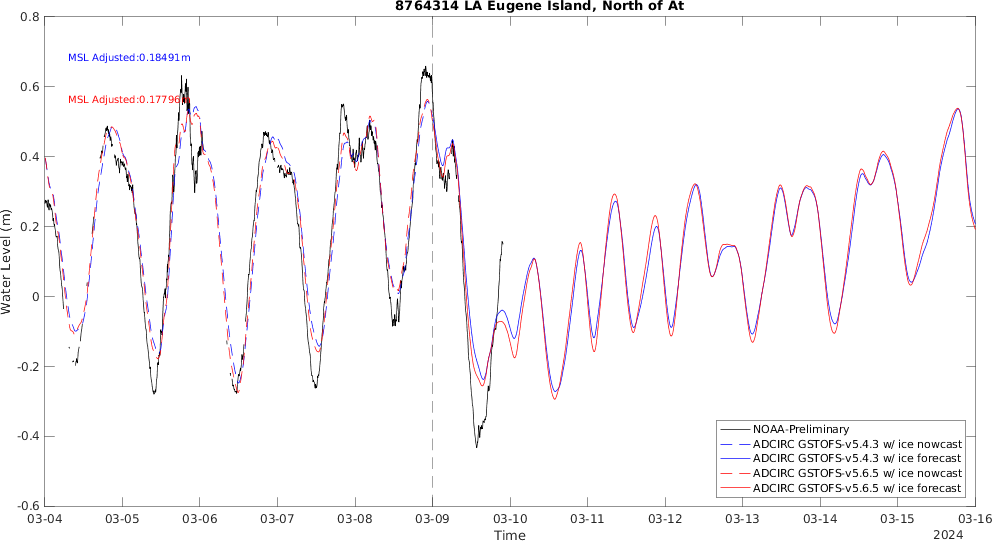 8764314 LA Eugene Island, North of At
MSL Adjusted:0.18491m
MSL Adjusted:0.17796
Water Level (m)
0.8
0.6
0.4
0.2
0
-0.2
-0.4
-0.6
NOAA-Preliminary
ADCIRC GSTOFS-v5.4.3 w/ ice nowcast
ADCIRC GSTOFS-v5.4.3 w/ ice forecast
ADCIRC GSTOFS-v5.6.5 w/ ice nowcast
ADCIRC GSTOFS-v5.6.5 w/ ice forecast
03-04 03-05 03-06 03-07 03-08 03-09 03-10 03-11 03-12 03-13 03-14 03-15 03-16
Time
2024